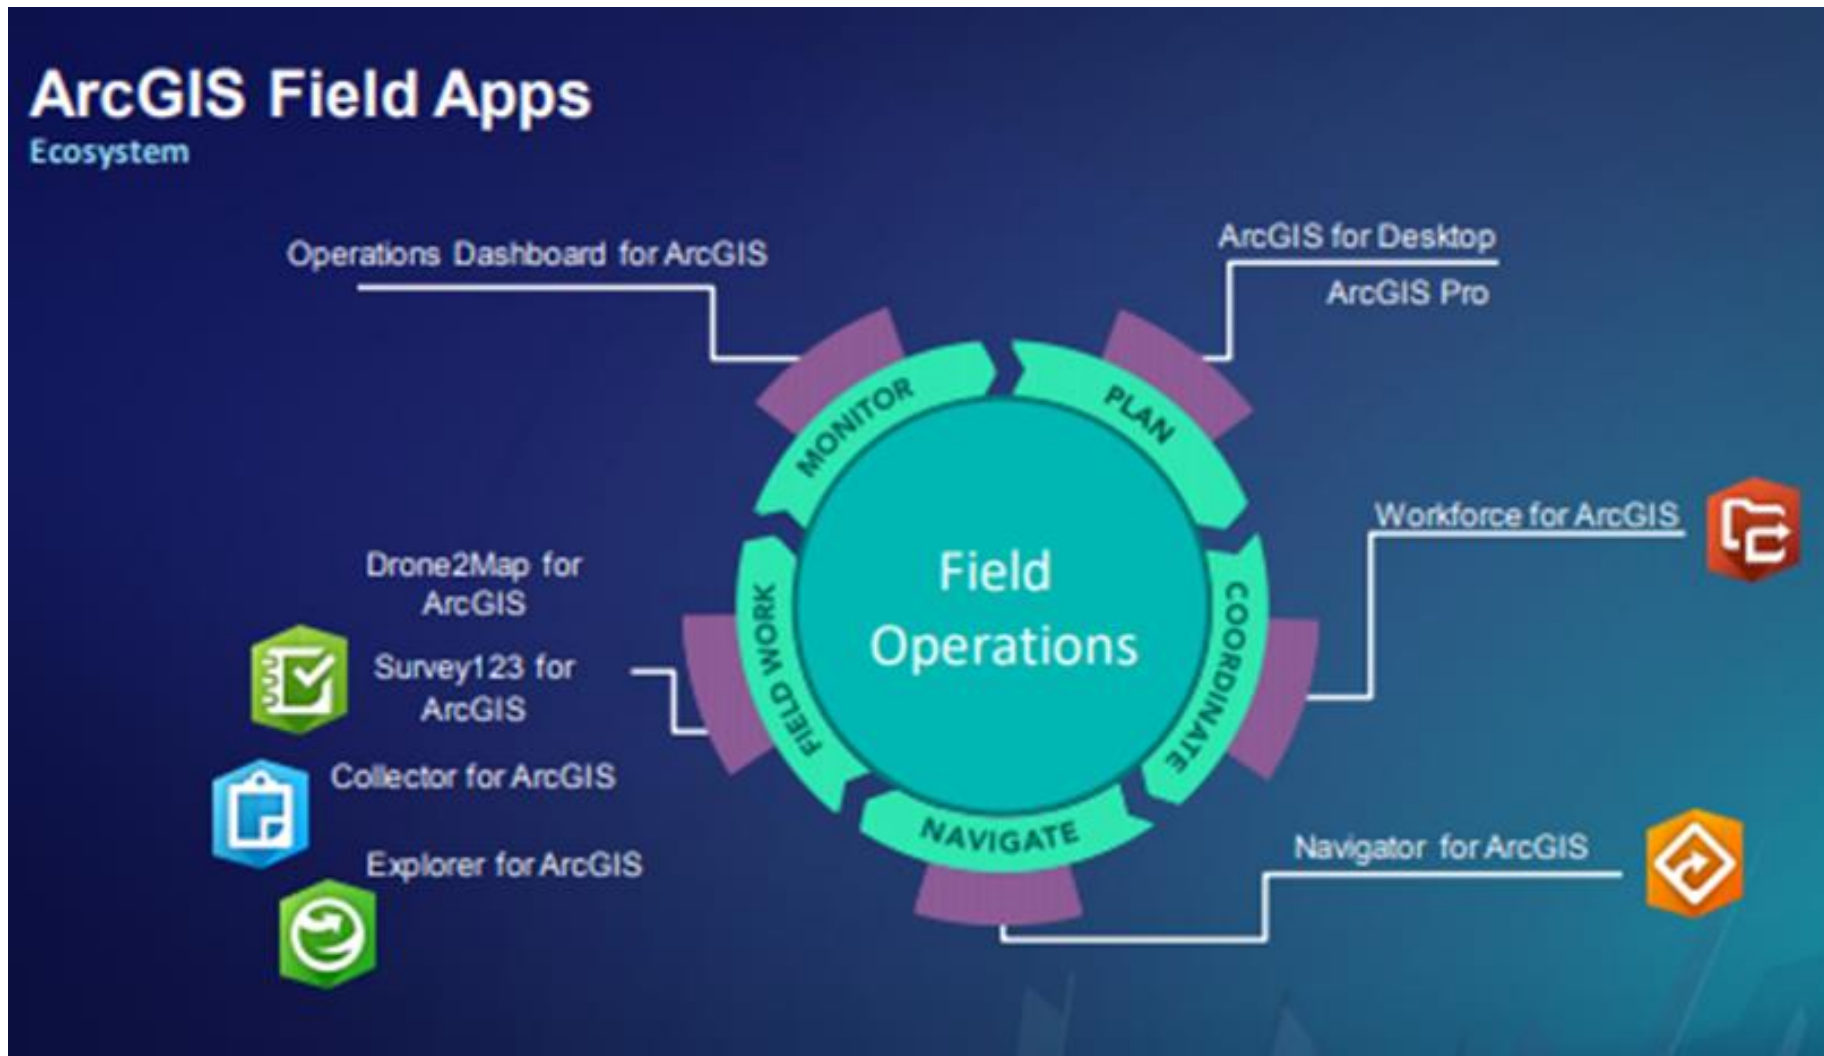 ArcGIS Field Apps
Ecosystem
Operations Dashboard for ArcGIS
ArcGIS for Desktop
ArcGIS Pro
MONITOR
PLAN
Workforce for ArcGIS
Drone2Map for
ArcGIS
Survey123 for
ArcGIS
Collector for ArcGIS
Explorer for ArcGIS
FIELD WORK
Field
Operations
COORDINATE
NAVIGATE
Navigator for ArcGIS